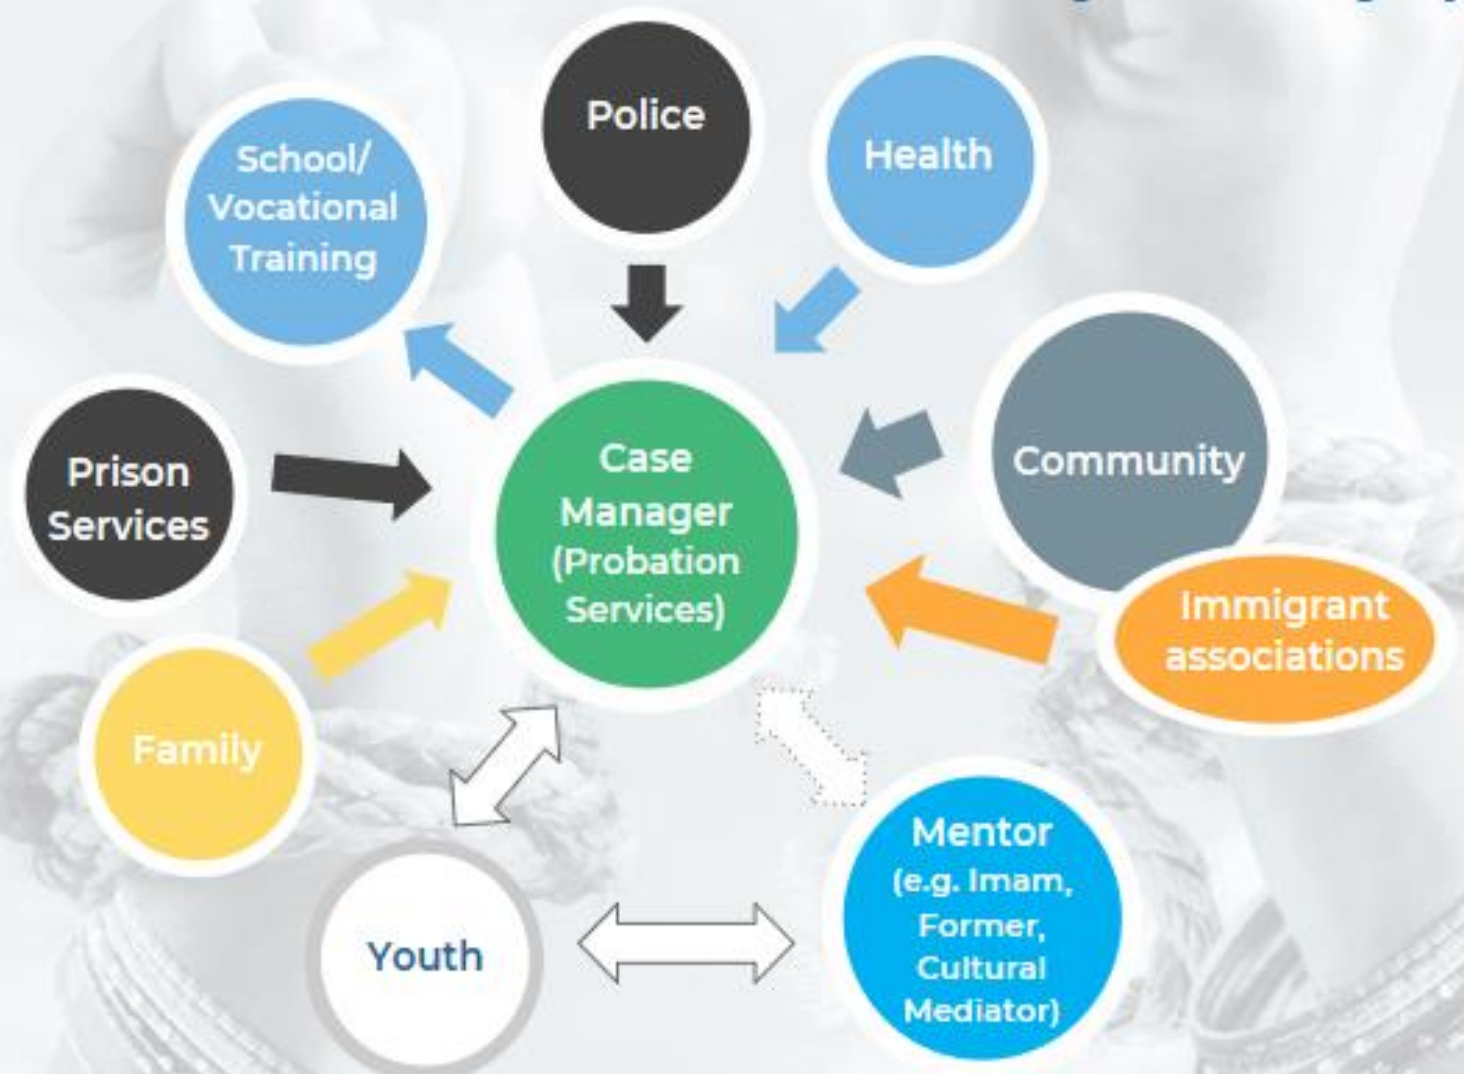 Police
Health
School/
Vocational
Training
Community
Prison
Services
Case
Manager
(Probation
Services)
Immigrant
associations
Family
Mentor
(e.g. Imam,
Former,
Cultural
Mediator)
Youth